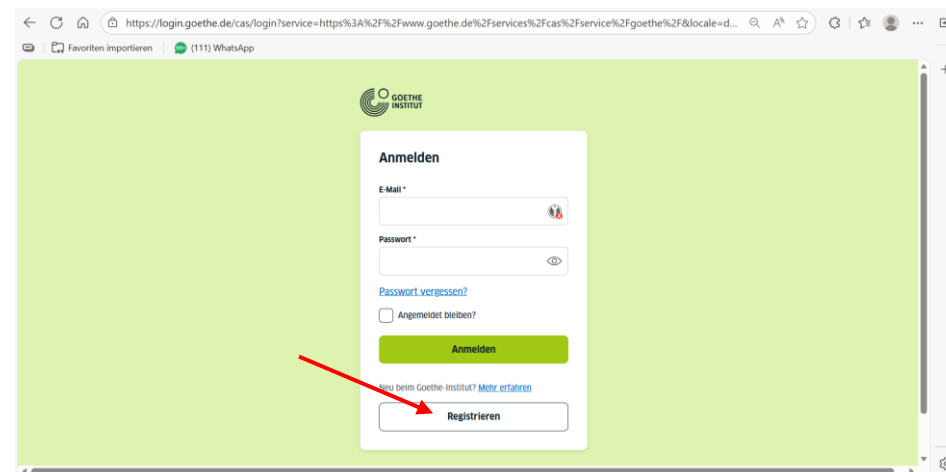 https://login.goethe.de/cas/login?service=https%3A%2F%2Fwww.goethe.de%2Fservices%2Fcas%2Fservice%2Fgoethe%2F&locale=d...
Favoriten importieren
99+ (111) WhatsApp
GOETHE
INSTITUT
Anmelden
E-Mail *
Passwort *
Passwort vergessen?
Angemeldet bleiben?
Anmelden
Neu beim Goethe-Institut? Mehr erfahren
Registrieren